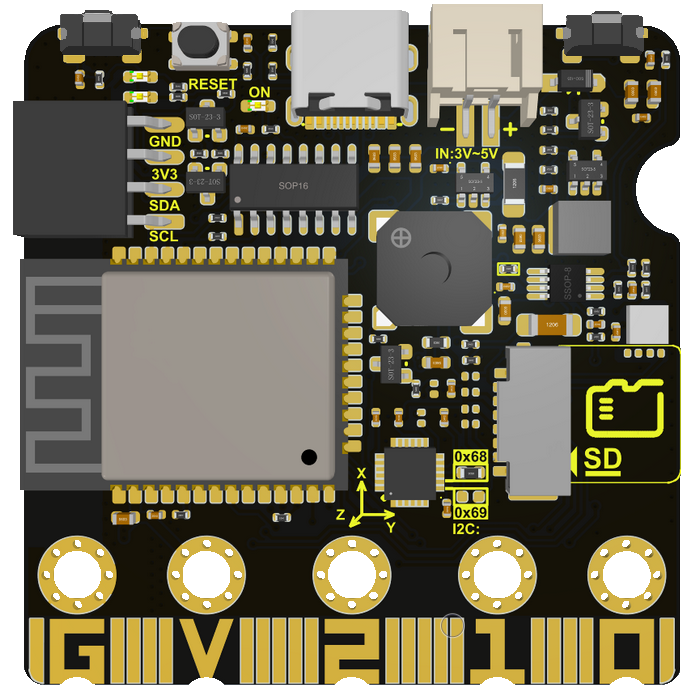 RESET
ON
GND
3V3
SDA
SCL
SOT-23-3
SOT-23-3
SOP16
− +
IN:3V~5V
1206
SOT-23-3
SSOP-8
1206
SOT-23-3
SD
0x68
0x69
I2C:
X
Z
Y
G V 2 1 0